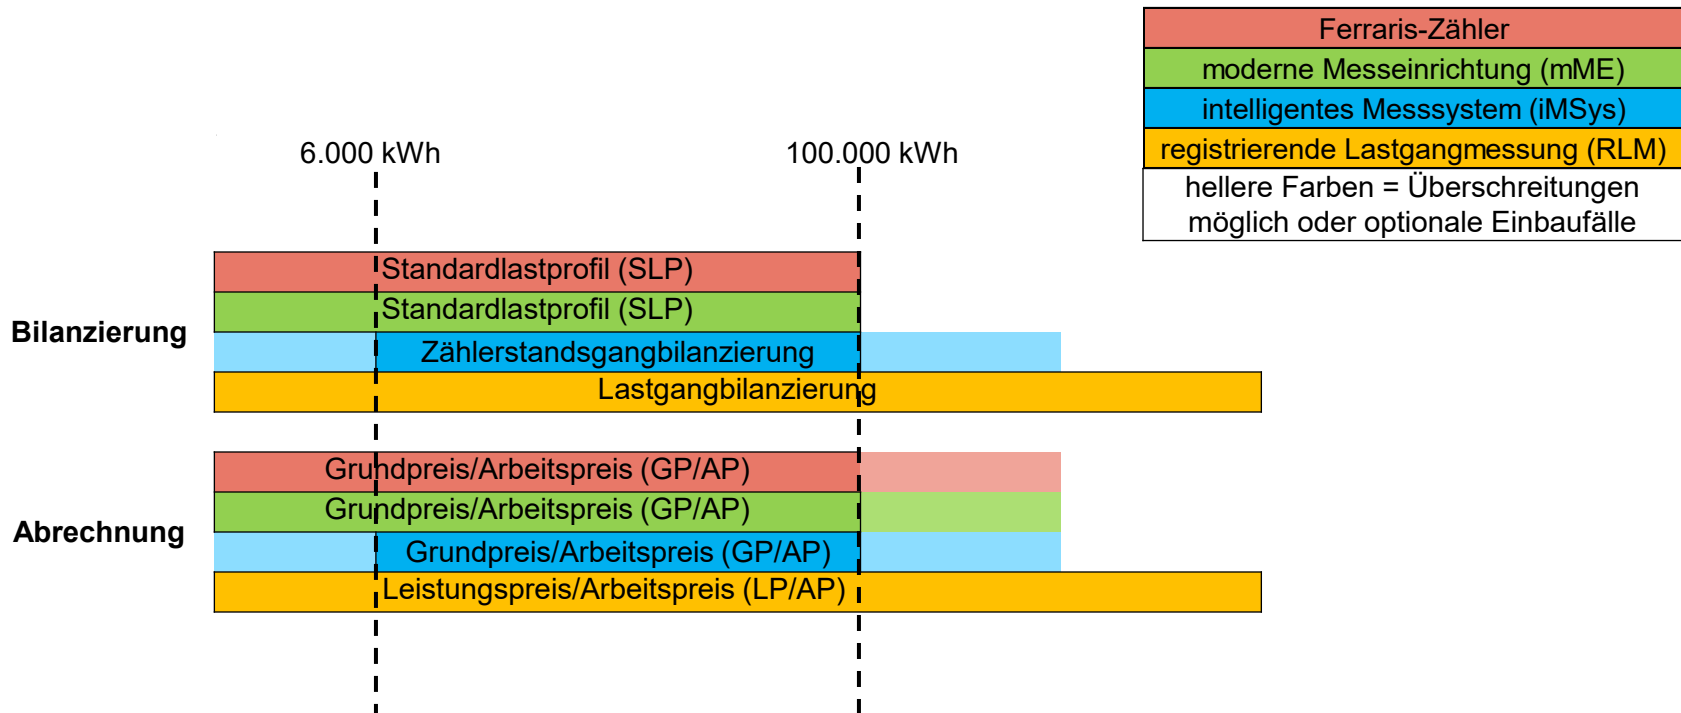 Ferraris-Zähler
moderne Messeinrichtung (mME)
intelligentes Messsystem (iMSys)
registrierende Lastgangmessung (RLM)
hellere Farben = Überschreitungen
möglich oder optionale Einbaufälle
6.000 kWh
100.000 kWh
Bilanzierung
Standardlastprofil (SLP)
Standardlastprofil (SLP)
Zählerstandsgangbilanzierung
Lastgangbilanzierung
Abrechnung
Grundpreis/Arbeitspreis (GP/AP)
Grundpreis/Arbeitspreis (GP/AP)
Grundpreis/Arbeitspreis (GP/AP)
Leistungspreis/Arbeitspreis (LP/AP)